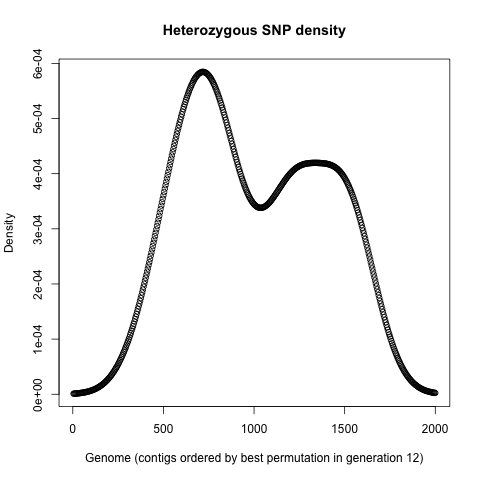 Heterozygous SNP density
Density
6e-04
5e-04
4e-04
3e-04
2e-04
1e-04
0e+00
0 500 1000 1500 2000
Genome (contigs ordered by best permutation in generation 12)